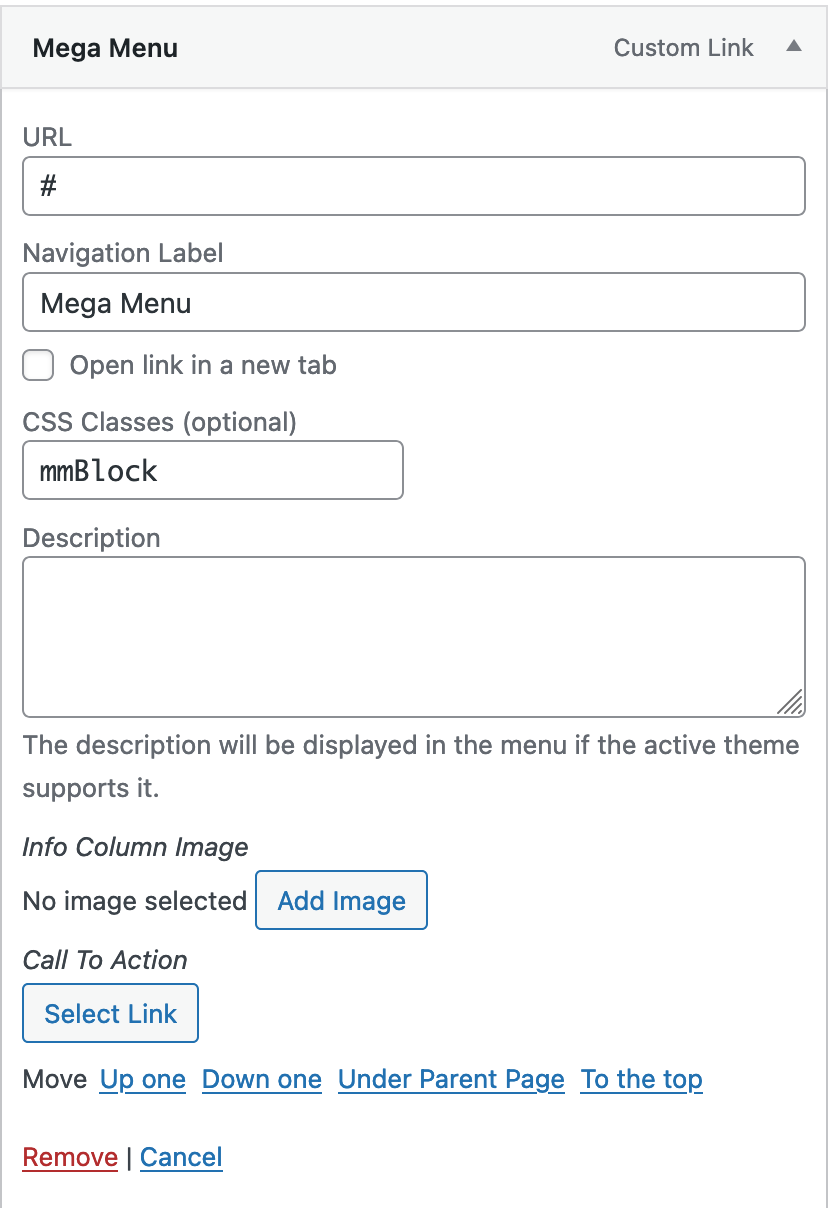 Mega Menu Custom Link
URL
#
Navigation Label
Mega Menu
Open link in a new tab
CSS Classes (optional)
mmBlock
Description
The description will be displayed in the menu if the active theme
supports it.
Info Column Image
No image selected Add Image
Call To Action
Select Link
Move Up one Down one Under Parent Page To the top
Remove | Cancel